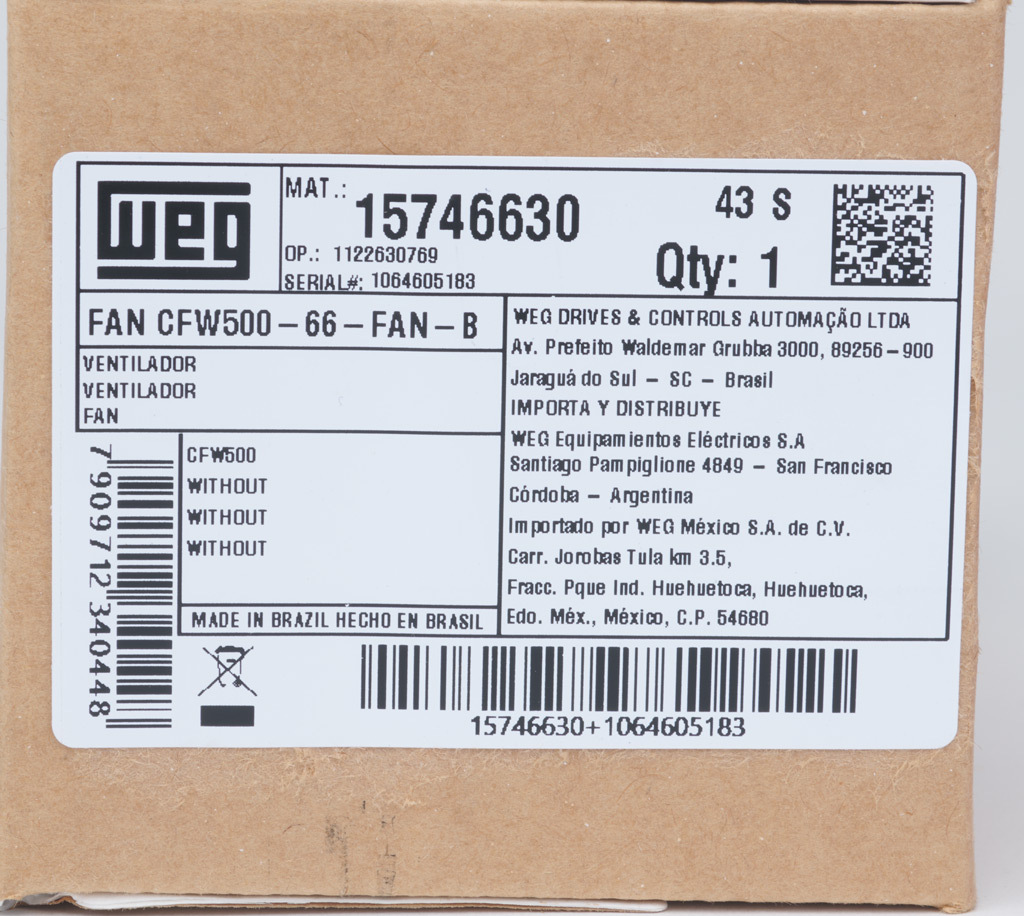 weg
MAT.: 15746630
43 S
OP.: 1122630769
Qty: 1
SERIAL#: 1064605183
FAN CFW500-66-FAN-B
VENTILADOR
VENTILADOR
FAN
WEG DRIVES & CONTROLS AUTOMAÇÃO LTDA
Av. Prefeito Waldemar Grubba 3000, 89256-900
Jaraguá do Sul - SC - Brasil
IMPORTA Y DISTRIBUYE
WEG Equipamientos Eléctricos S.A
Santiago Pampiglione 4849 - San Francisco
Córdoba - Argentina
Importado por WEG México S.A. de C.V.
Carr. Jorobas Tula km 3.5,
Fracc. Pque Ind. Huehuetoca, Huehuetoca,
Edo. Méx., México, C.P. 54680
CFW500
WITHOUT
WITHOUT
WITHOUT
MADE IN BRAZIL HECHO EN BRASIL
7 909712 340448
15746630+1064605183